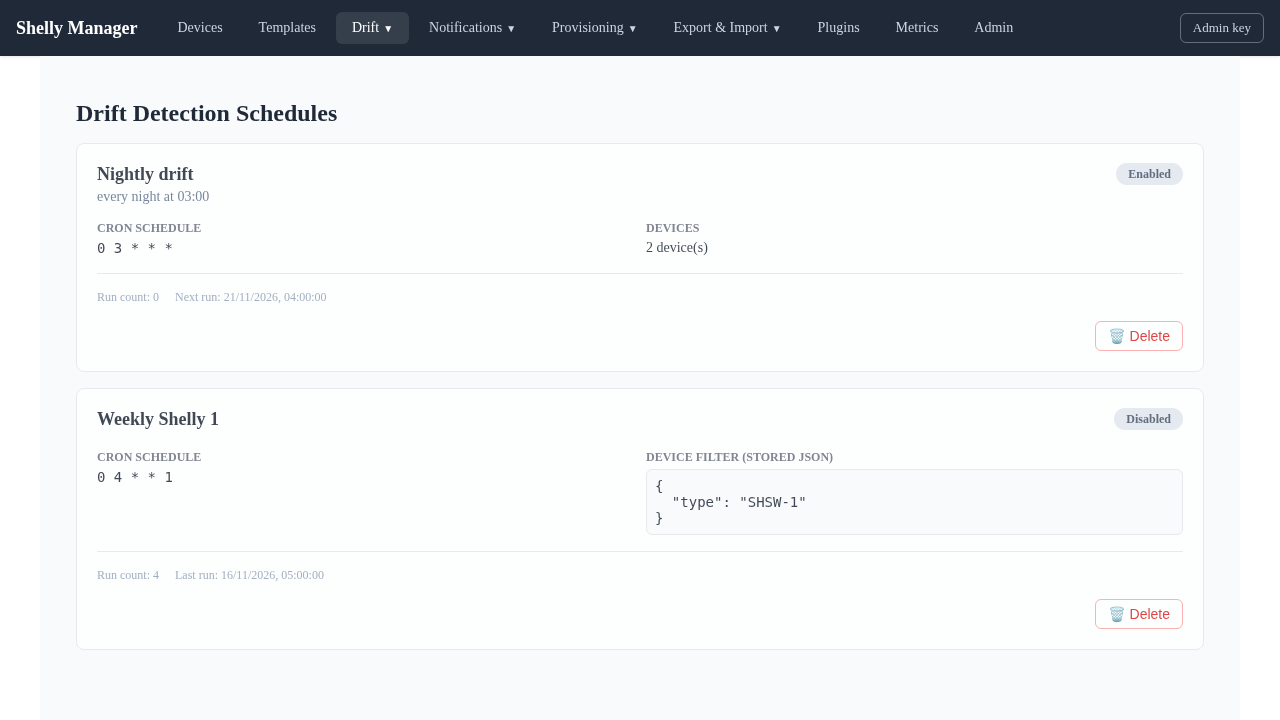 Shelly Manager Devices Templates Drift ▼ Notifications ▼ Provisioning ▼ Export & Import ▼ Plugins Metrics Admin Admin key
Drift Detection Schedules
Nightly drift Enabled
every night at 03:00
CRON SCHEDULE DEVICES
0 3 * * * 2 device(s)
Run count: 0 Next run: 21/11/2026, 04:00:00
🗑️ Delete
Weekly Shelly 1 Disabled
CRON SCHEDULE DEVICE FILTER (STORED JSON)
0 4 * * 1
{
  "type": "SHSW-1"
}
Run count: 4 Last run: 16/11/2026, 05:00:00
🗑️ Delete